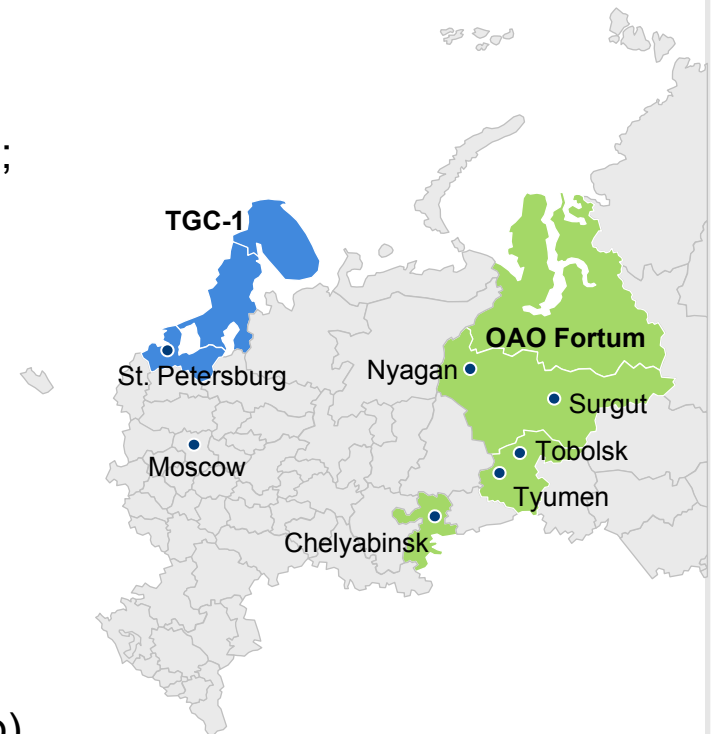 ;
TGC-1
OAO Fortum
St. Petersburg
Nyagan
Surgut
Moscow
Tobolsk
Tyumen
Chelyabinsk
)